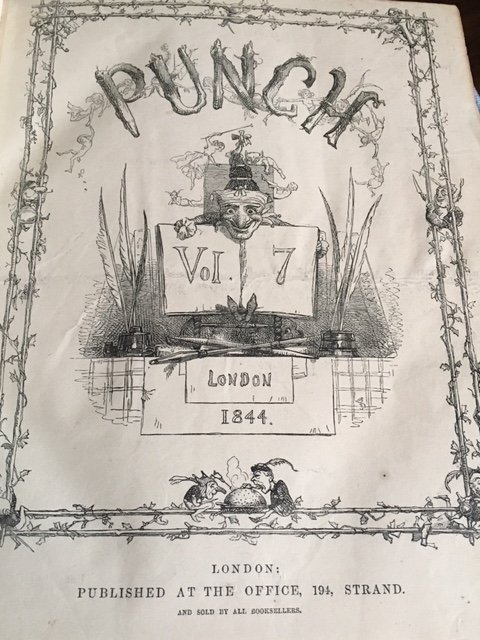 PUNCH
Vol. 7
LONDON
1844.
LONDON:
PUBLISHED AT THE OFFICE, 194, STRAND.
AND SOLD BY ALL BOOKSELLERS.